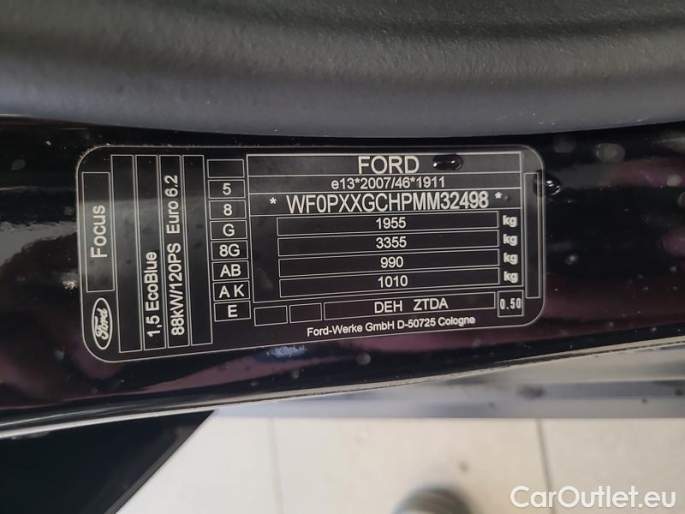 FORD
e13*2007/46*1911
* WF0PXXGCHPMM32498 *
1955 kg
3355 kg
990 kg
1010 kg
DEH ZTDA 0.50
Ford-Werke GmbH D-50725 Cologne
5
8
G
8G
AB
A K
E
Focus
1,5 EcoBlue
88kW/120PS Euro 6.2
Ford
CarOutlet.eu